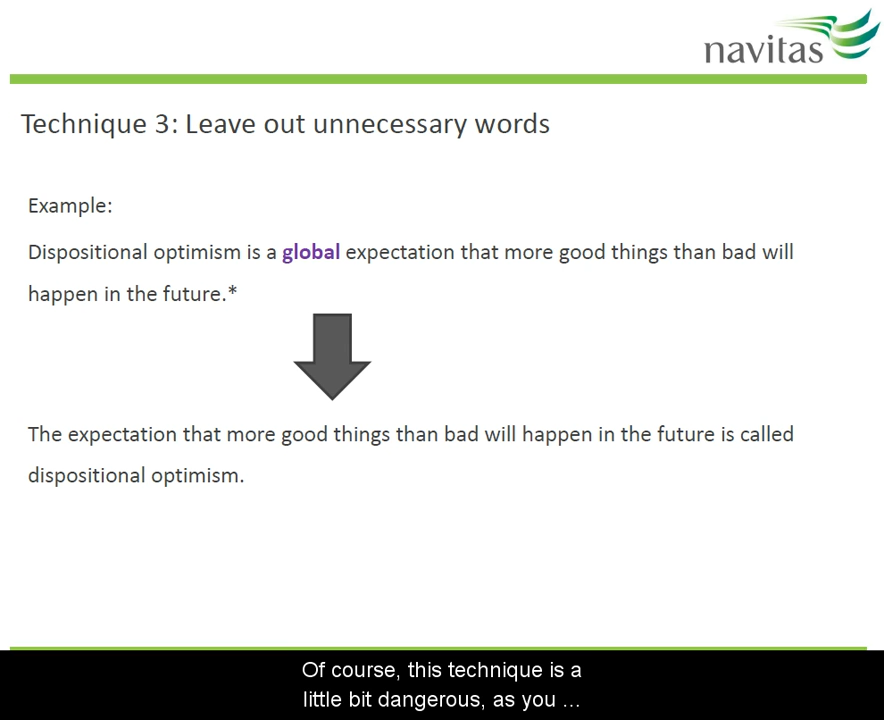 navitas
Technique 3: Leave out unnecessary words
Example:
Dispositional optimism is a global expectation that more good things than bad will
happen in the future.*
The expectation that more good things than bad will happen in the future is called
dispositional optimism.
Of course, this technique is a
little bit dangerous, as you ...